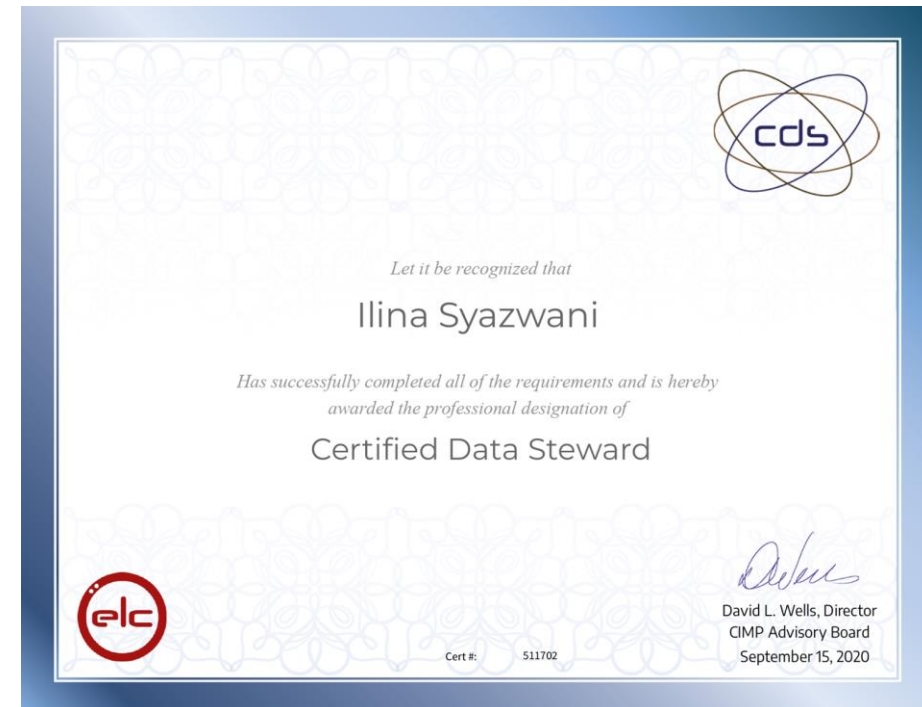 cds
Let it be recognized that
Ilina Syazwani
Has successfully completed all of the requirements and is hereby
awarded the professional designation of
Certified Data Steward
elc
David L. Wells, Director
CIMP Advisory Board
September 15, 2020
Cert #: 511702